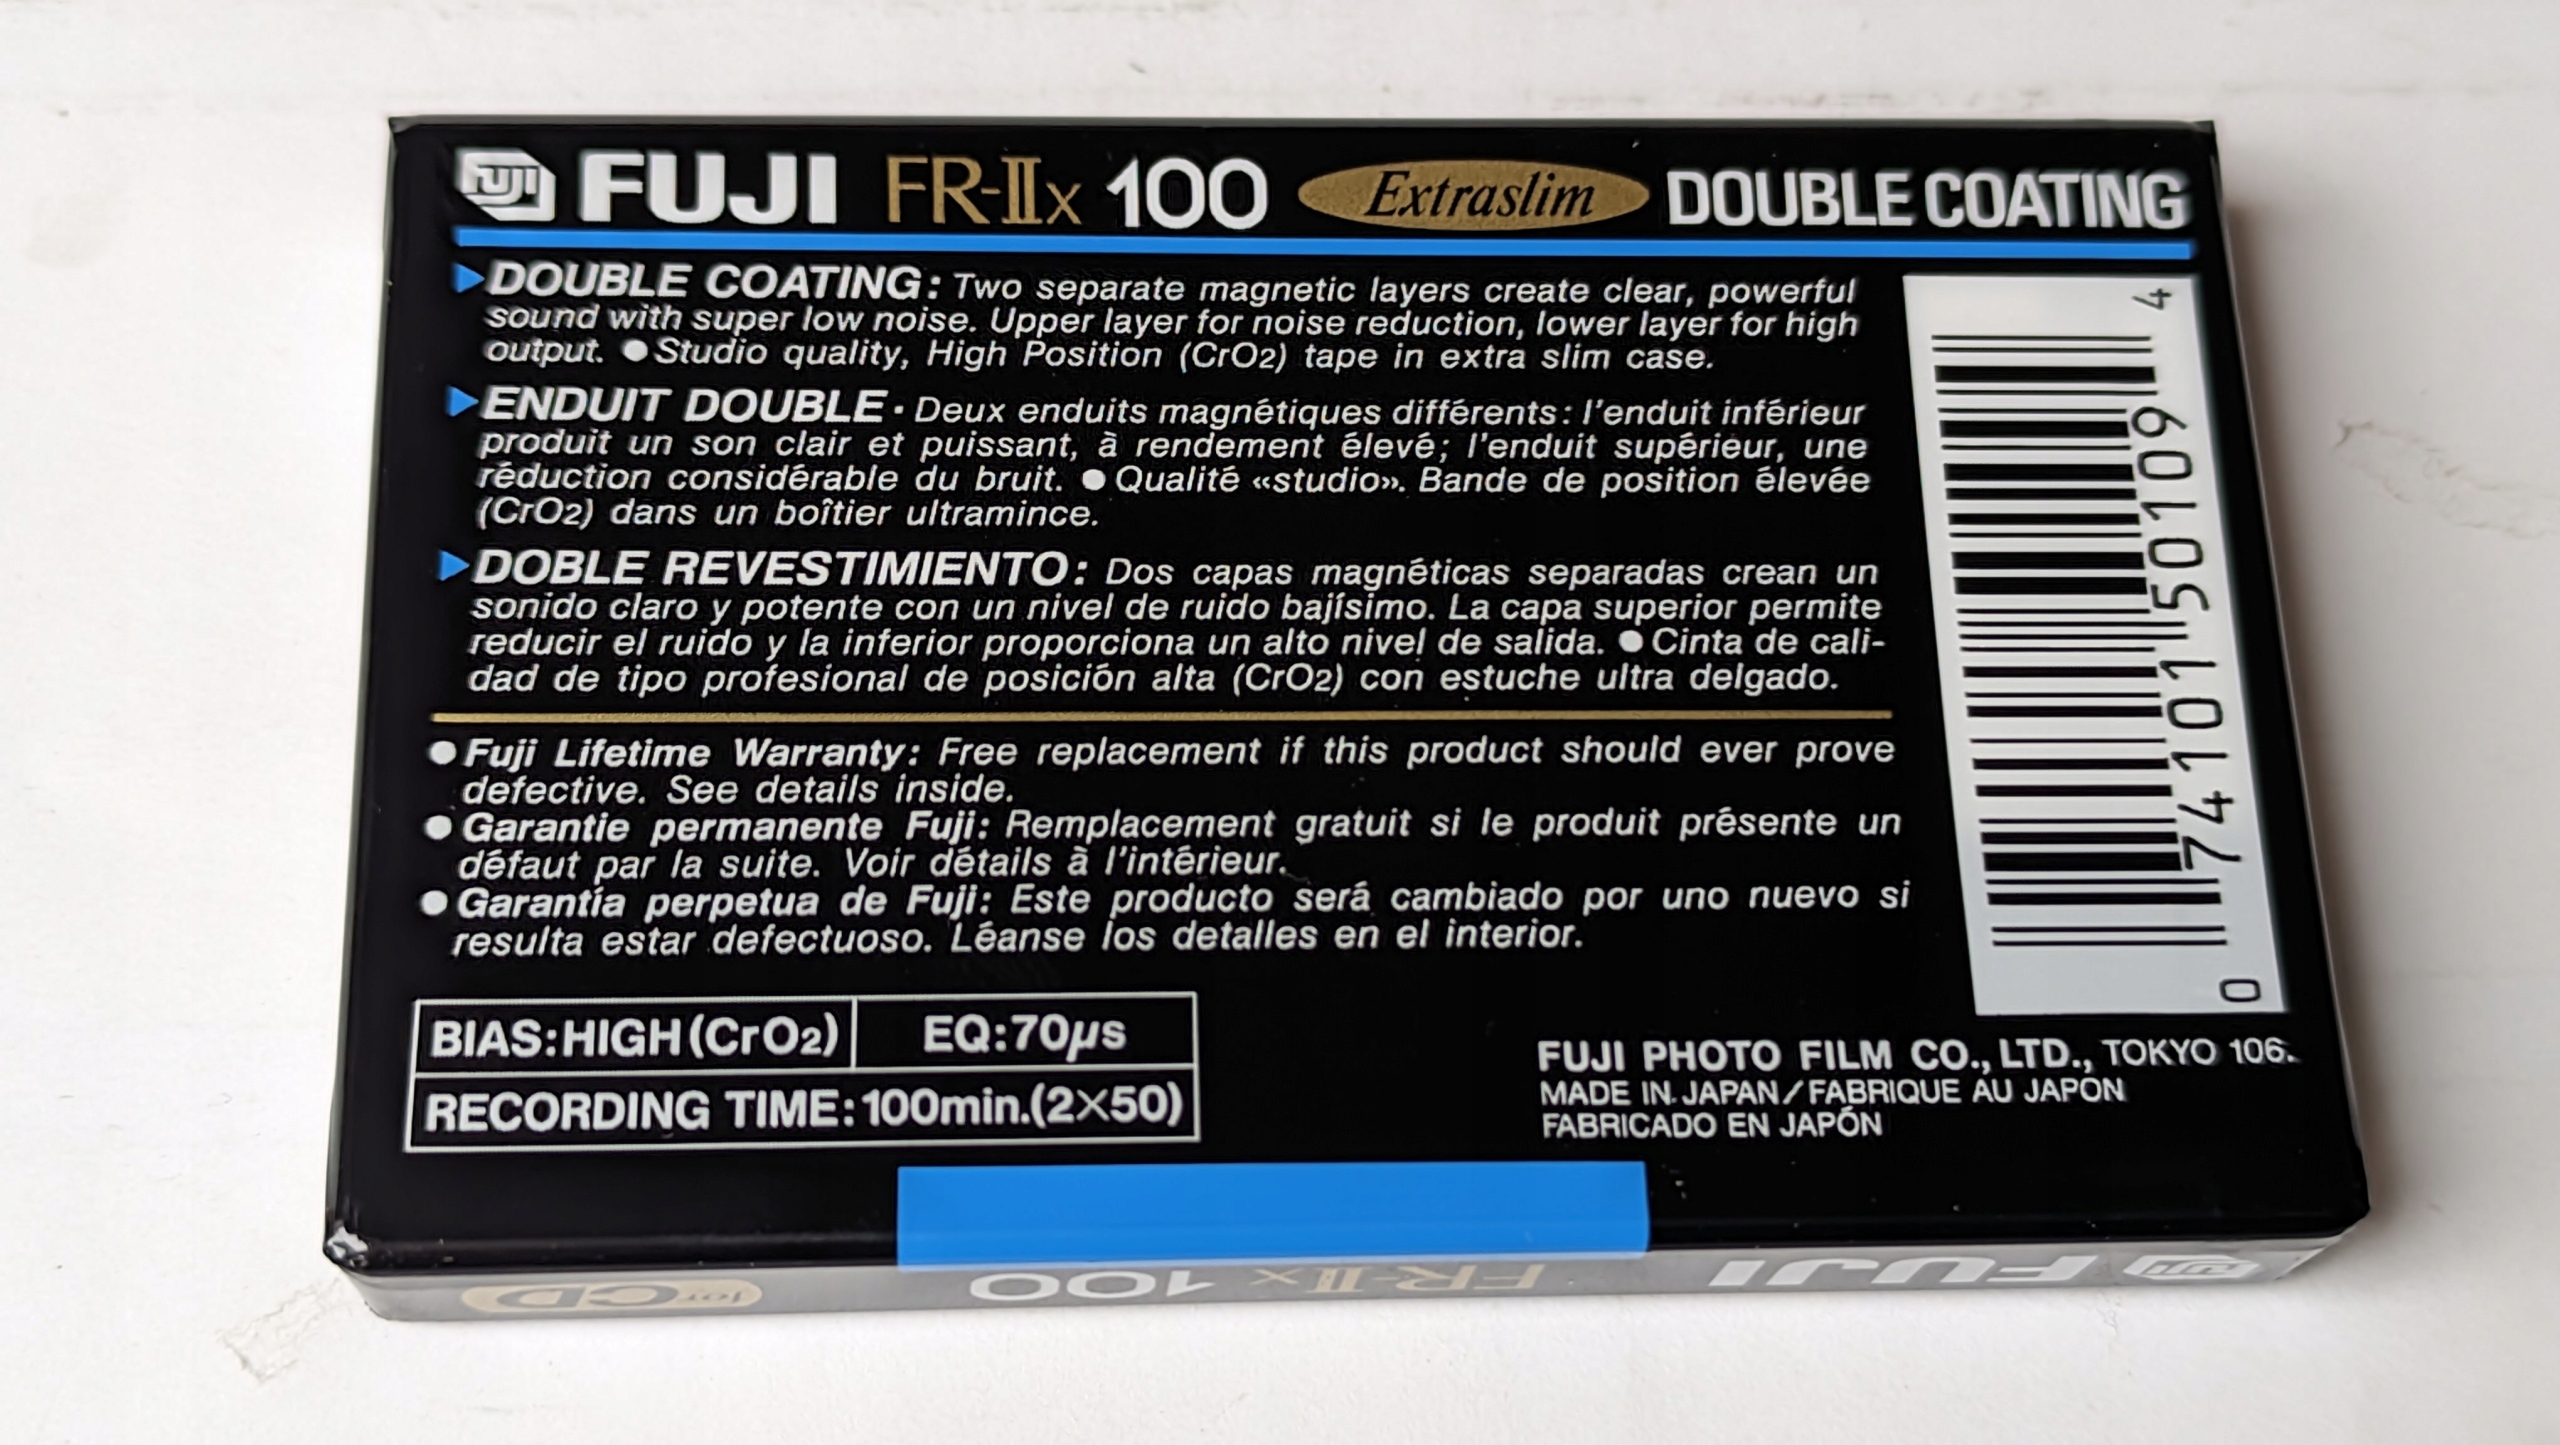 FUJI FUJI FR-IIx 100 Extraslim DOUBLE COATING
▶DOUBLE COATING: Two separate magnetic layers create clear, powerful
sound with super low noise. Upper layer for noise reduction, lower layer for high
output. ●Studio quality, High Position (CrO2) tape in extra slim case.
▶ENDUIT DOUBLE· Deux enduits magnétiques différents: l'enduit inférieur
produit un son clair et puissant, à rendement élevé; l'enduit supérieur, une
réduction considérable du bruit. ●Qualité «studio». Bande de position élevée
(CrO2) dans un boîtier ultramince.
▶DOBLE REVESTIMIENTO: Dos capas magnéticas separadas crean un
sonido claro y potente con un nivel de ruido bajísimo. La capa superior permite
reducir el ruido y la inferior proporciona un alto nivel de salida. ●Cinta de cali-
dad de tipo profesional de posición alta (CrO2) con estuche ultra delgado.
●Fuji Lifetime Warranty: Free replacement if this product should ever prove
defective. See details inside.
●Garantie permanente Fuji: Remplacement gratuit si le produit présente un
défaut par la suite. Voir détails à l'intérieur.
●Garantía perpetua de Fuji: Este producto será cambiado por uno nuevo si
resulta estar defectuoso. Léanse los detalles en el interior.
BIAS:HIGH(CrO2) EQ:70µs
RECORDING TIME:100min.(2×50)
0 74101 50109 4
FUJI PHOTO FILM CO., LTD., TOKYO 106.
MADE IN JAPAN/FABRIQUE AU JAPON
FABRICADO EN JAPÓN
FUJI FUJI FR-IIx 100 for CD